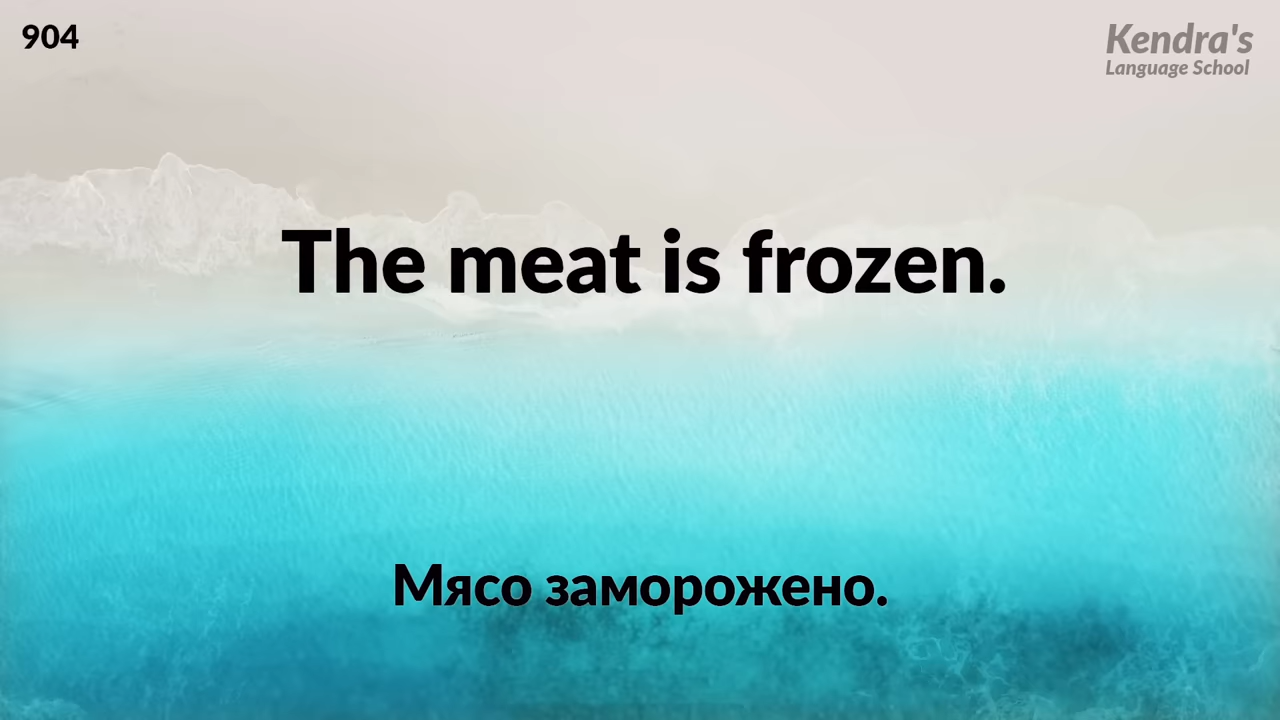 904
Kendra's
Language School
The meat is frozen.
Мясо заморожено.